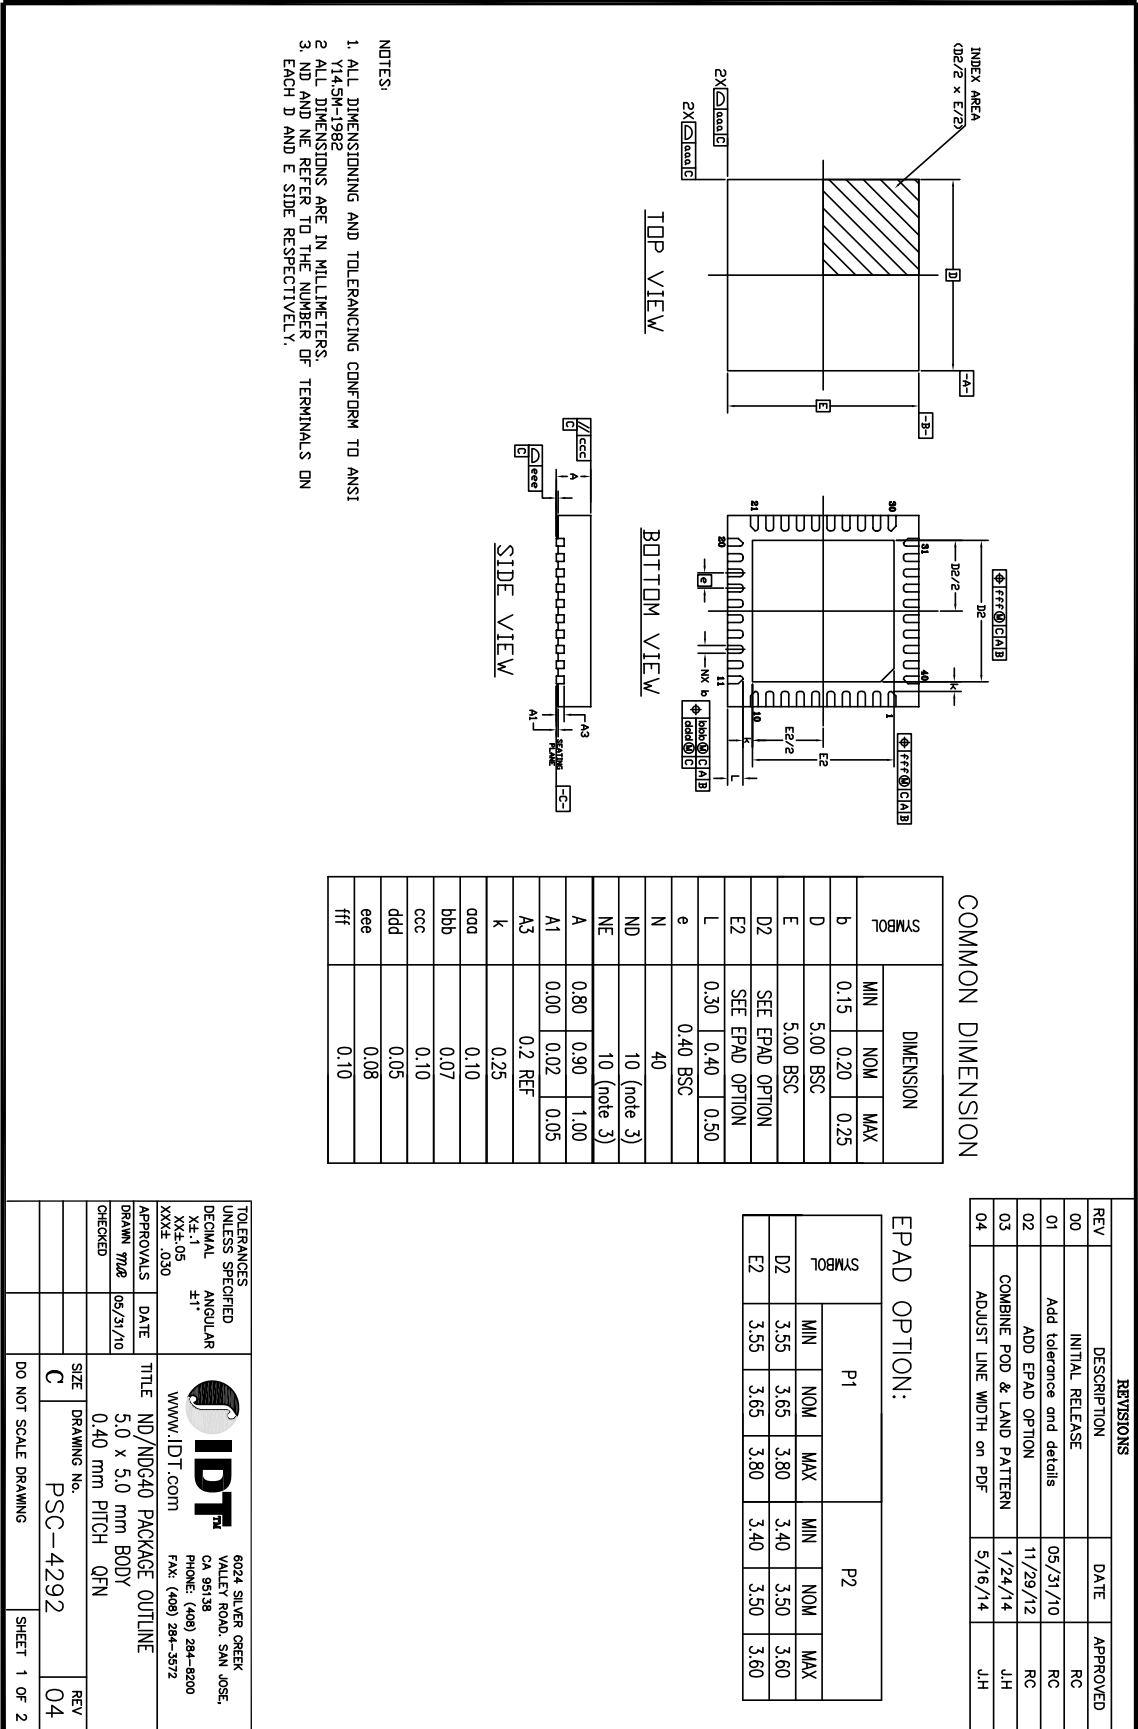 REVISIONS
REV DESCRIPTION DATE APPROVED
00 INITIAL RELEASE RC
01 Add tolerance and details 05/31/10 RC
02 ADD EPAD OPTION 11/29/12 RC
03 COMBINE POD & LAND PATTERN 1/24/14 J.H
04 ADJUST LINE WIDTH on PDF 5/16/14 J.H
INDEX AREA
(D2/2 x E/2)
D
-A-
-B-
E
2X aaa C
2X aaa C
TOP VIEW
fff M C A B
D2
D2/2
k
31
40
30
21
1
10
20
11
fff M C A B
E2
E2/2
k
L
e
NX b
bbb M C A B
ddd M C
BOTTOM VIEW
// ccc
C
A
eee
C
A3
A1
SEATING
PLANE
-C-
SIDE VIEW
NOTES:
1. ALL DIMENSIONING AND TOLERANCING CONFORM TO ANSI
Y14.5M-1982
2 ALL DIMENSIONS ARE IN MILLIMETERS.
3. ND AND NE REFER TO THE NUMBER OF TERMINALS ON
EACH D AND E SIDE RESPECTIVELY.
COMMON DIMENSION
SYMBOL DIMENSION
MIN NOM MAX
b 0.15 0.20 0.25
D 5.00 BSC
E 5.00 BSC
D2 SEE EPAD OPTION
E2 SEE EPAD OPTION
L 0.30 0.40 0.50
e 0.40 BSC
N 40
ND 10 (note 3)
NE 10 (note 3)
A 0.80 0.90 1.00
A1 0.00 0.02 0.05
A3 0.2 REF
k 0.25
aaa 0.10
bbb 0.07
ccc 0.10
ddd 0.05
eee 0.08
fff 0.10
EPAD OPTION:
SYMBOL P1 P2
MIN NOM MAX MIN NOM MAX
D2 3.55 3.65 3.80 3.40 3.50 3.60
E2 3.55 3.65 3.80 3.40 3.50 3.60
TOLERANCES
UNLESS SPECIFIED
DECIMAL ANGULAR
X±.1 ±1°
XX±.05
XXX± .030
APPROVALS DATE
DRAWN 05/31/10
CHECKED
IDT™
www.IDT.com
6024 SILVER CREEK
VALLEY ROAD. SAN JOSE,
CA 95138
PHONE: (408) 284-8200
FAX: (408) 284-3572
TITLE ND/NDG40 PACKAGE OUTLINE
5.0 x 5.0 mm BODY
0.40 mm PITCH QFN
SIZE DRAWING No. REV
C PSC-4292 04
DO NOT SCALE DRAWING SHEET 1 OF 2